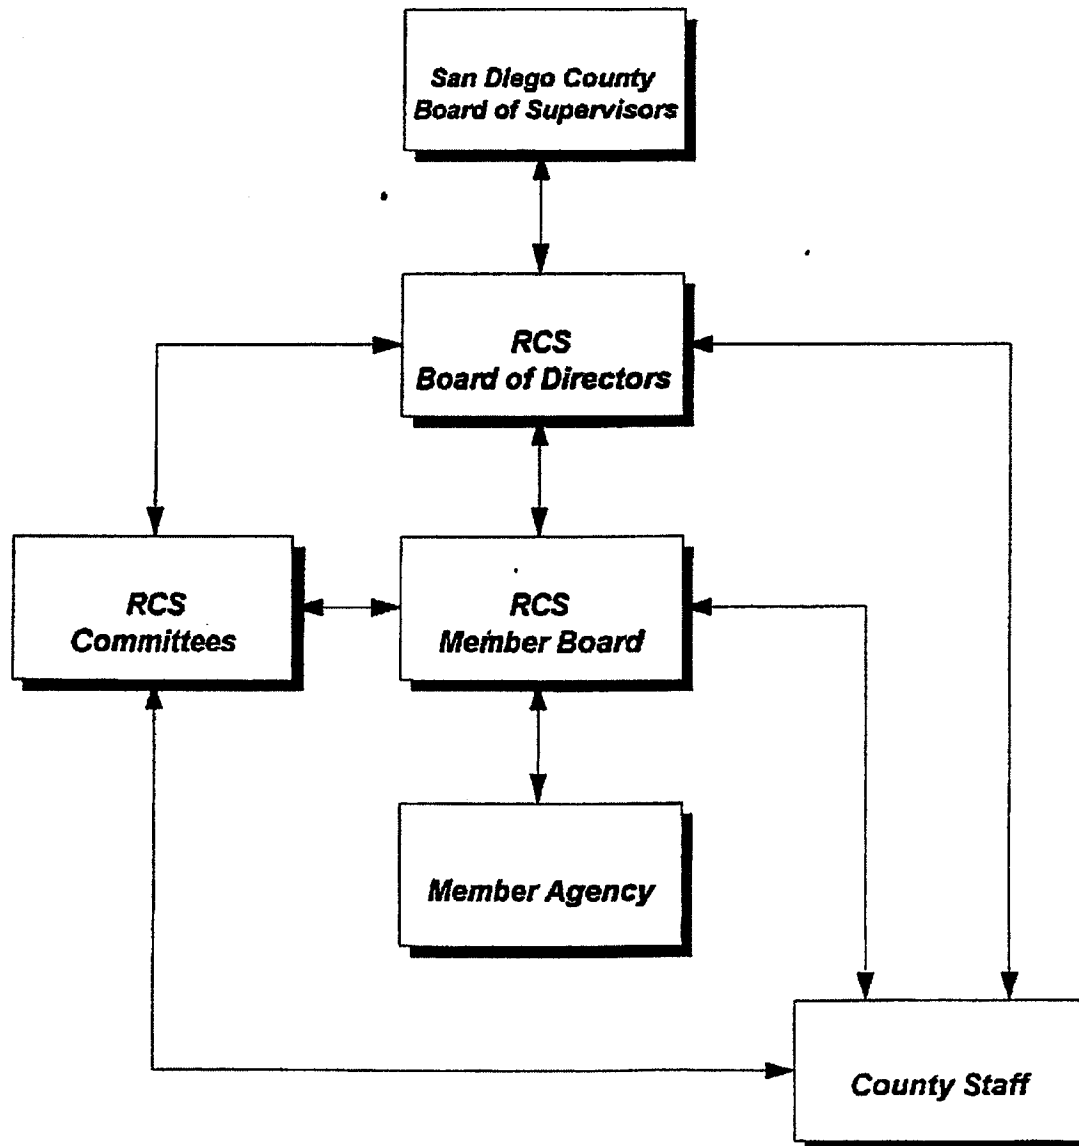 San Diego County
Board of Supervisors
RCS
Board of Directors
RCS
Committees
RCS
Member Board
Member Agency
County Staff